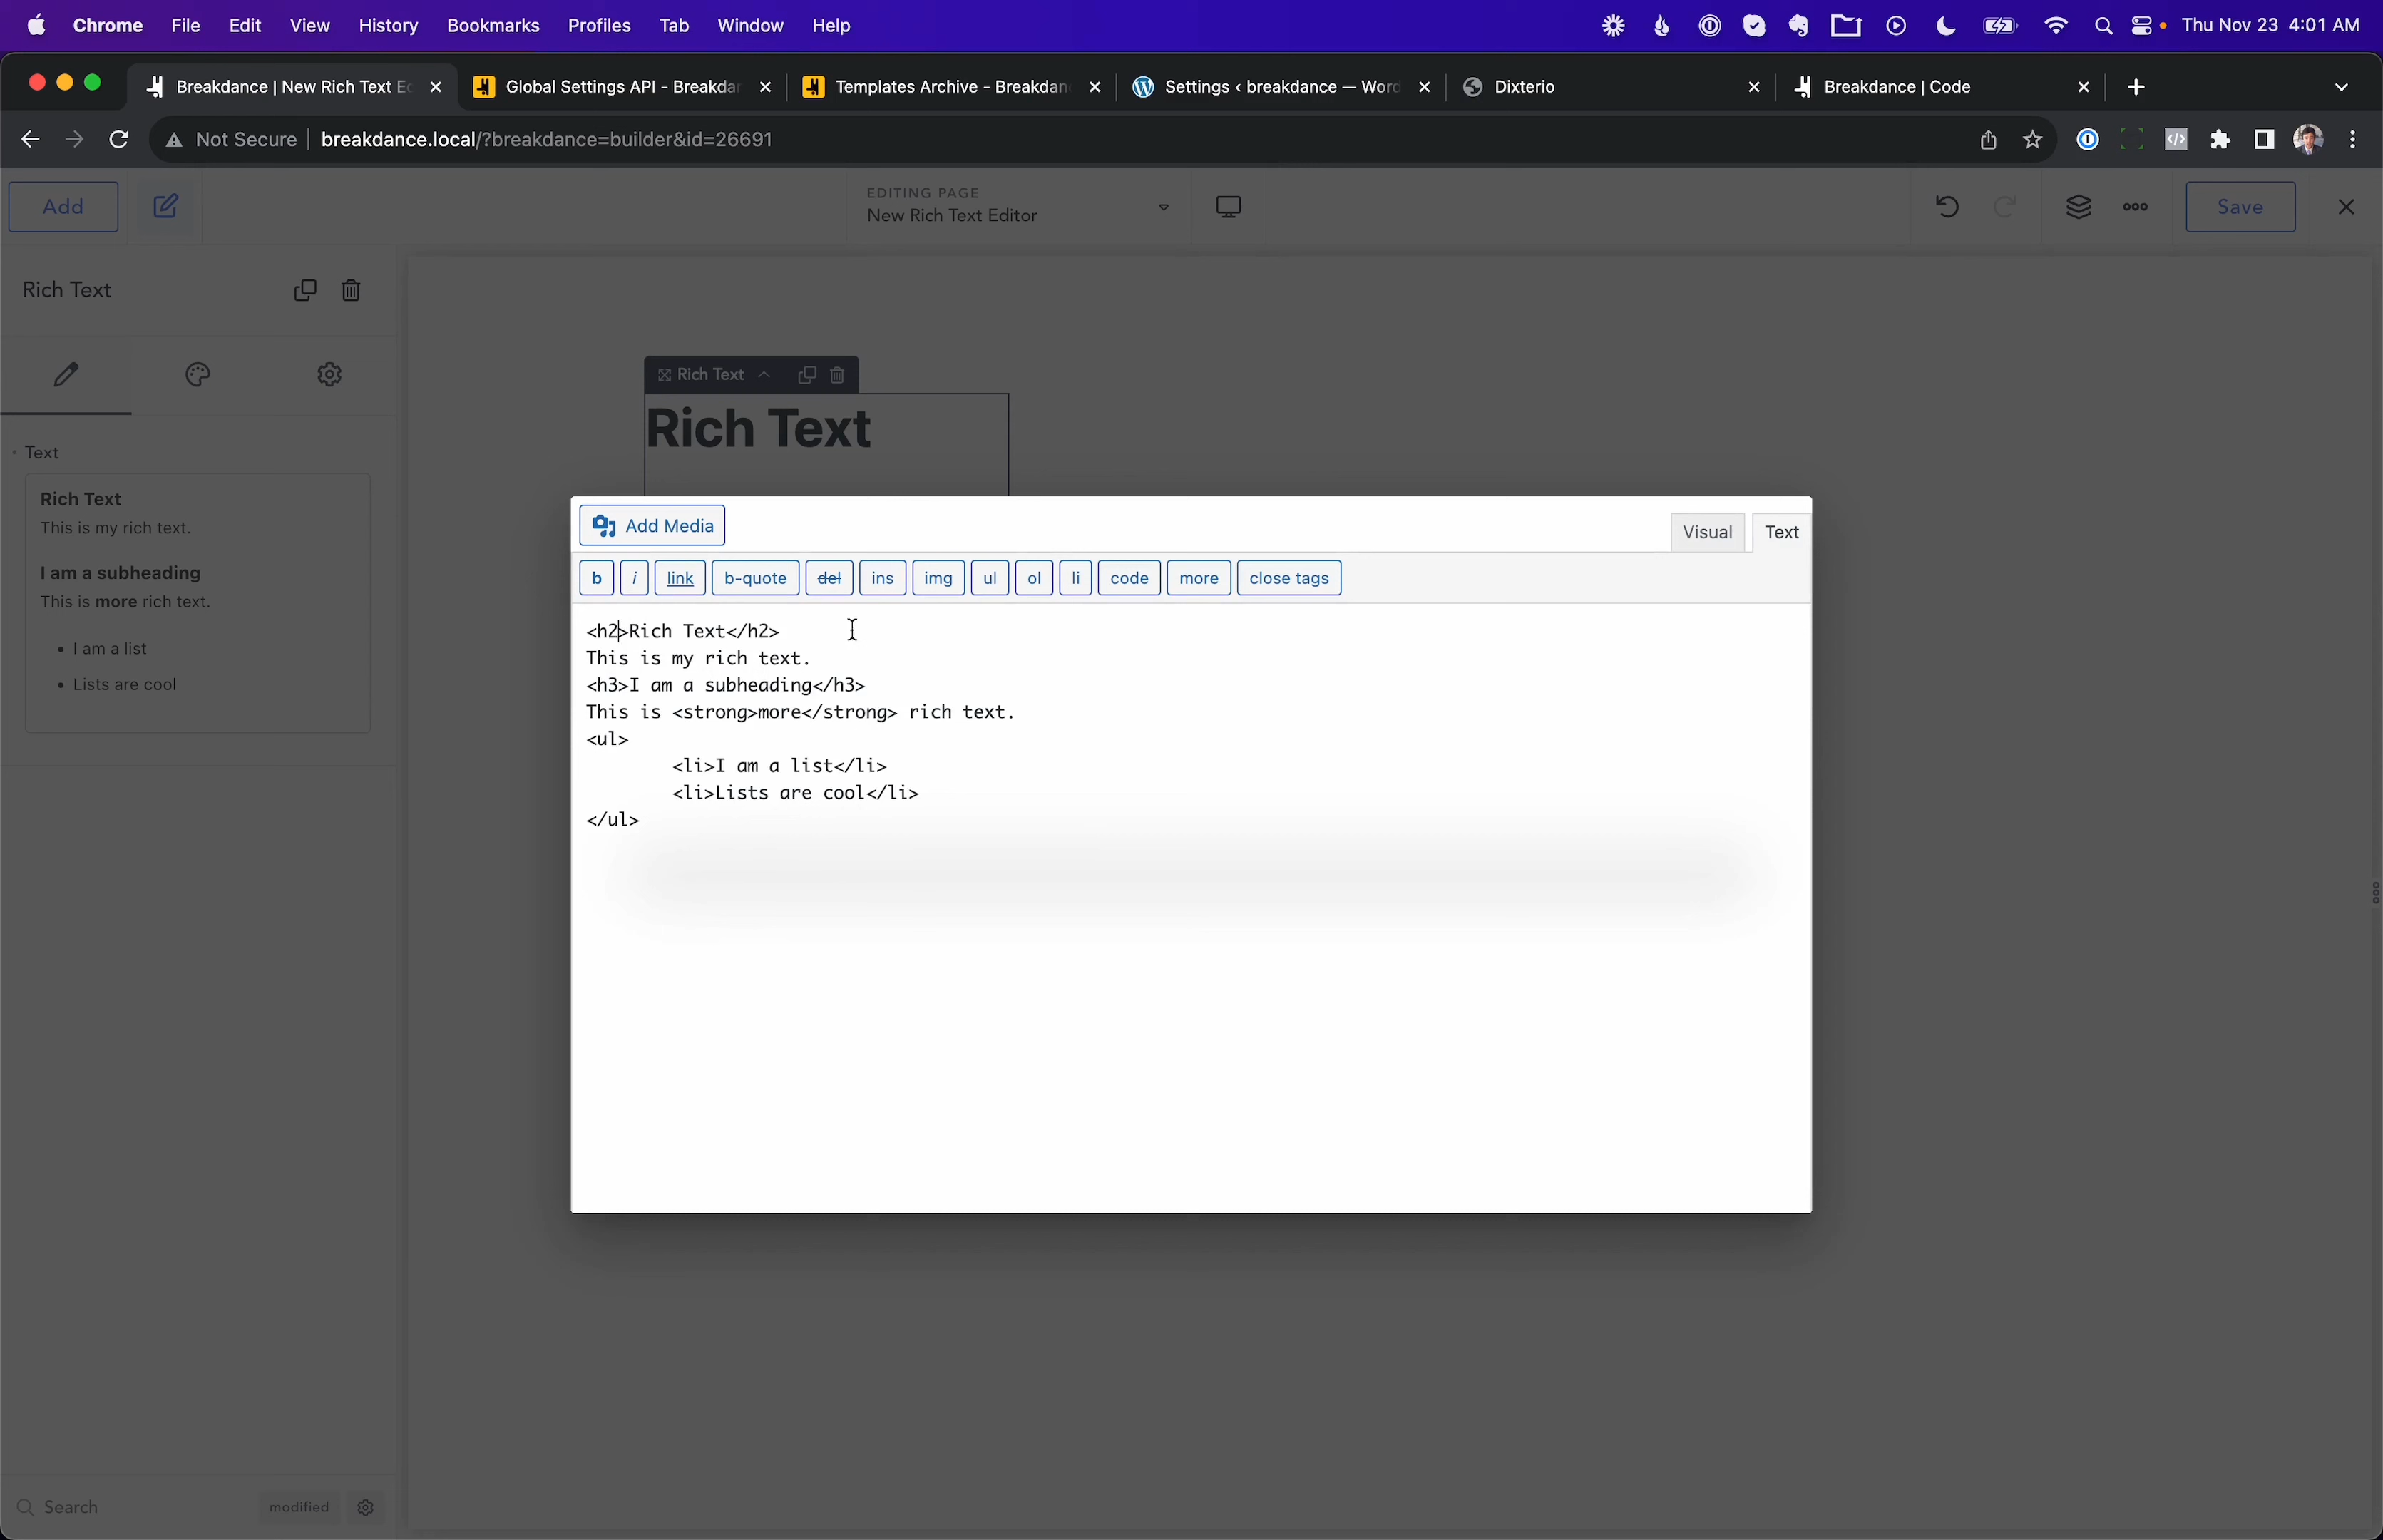 Chrome File Edit View History Bookmarks Profiles Tab Window Help Thu Nov 23 4:01 AM
Breakdance | New Rich Text Ec Global Settings API - Breakdar Templates Archive - Breakdan Settings ‹ breakdance — Word Dixterio Breakdance | Code
Not Secure breakdance.local/?breakdance=builder&id=26691
Add
EDITING PAGE
New Rich Text Editor
Save
Rich Text
Text
Rich Text
This is my rich text.
I am a subheading
This is more rich text.
• I am a list
• Lists are cool
Search modified
Rich Text
Rich Text
Add Media
Visual Text
b i link b-quote del ins img ul ol li code more close tags
<h2>Rich Text</h2>
This is my rich text.
<h3>I am a subheading</h3>
This is <strong>more</strong> rich text.
<ul>
<li>I am a list</li>
<li>Lists are cool</li>
</ul>